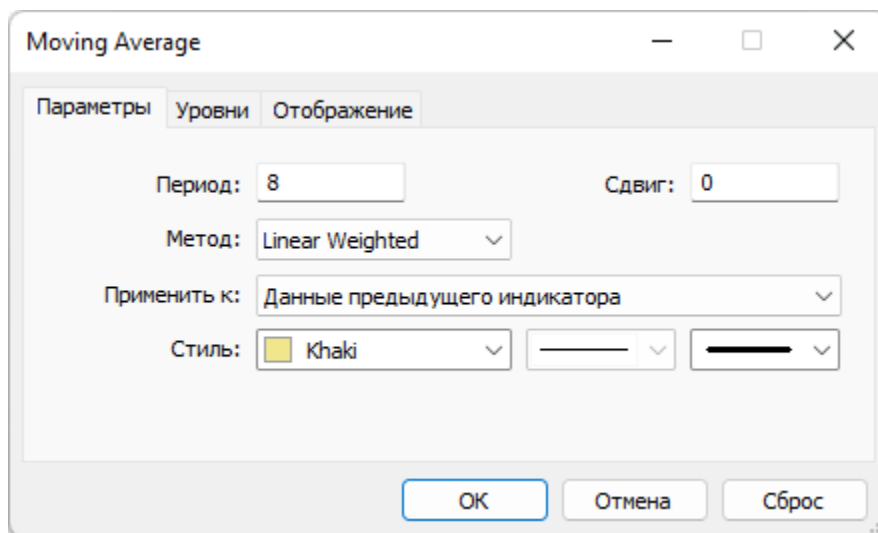 Moving Average
Параметры Уровни Отображение
Период: 8 Сдвиг: 0
Метод: Linear Weighted
Применить к: Данные предыдущего индикатора
Стиль: Khaki
OK Отмена Сброс